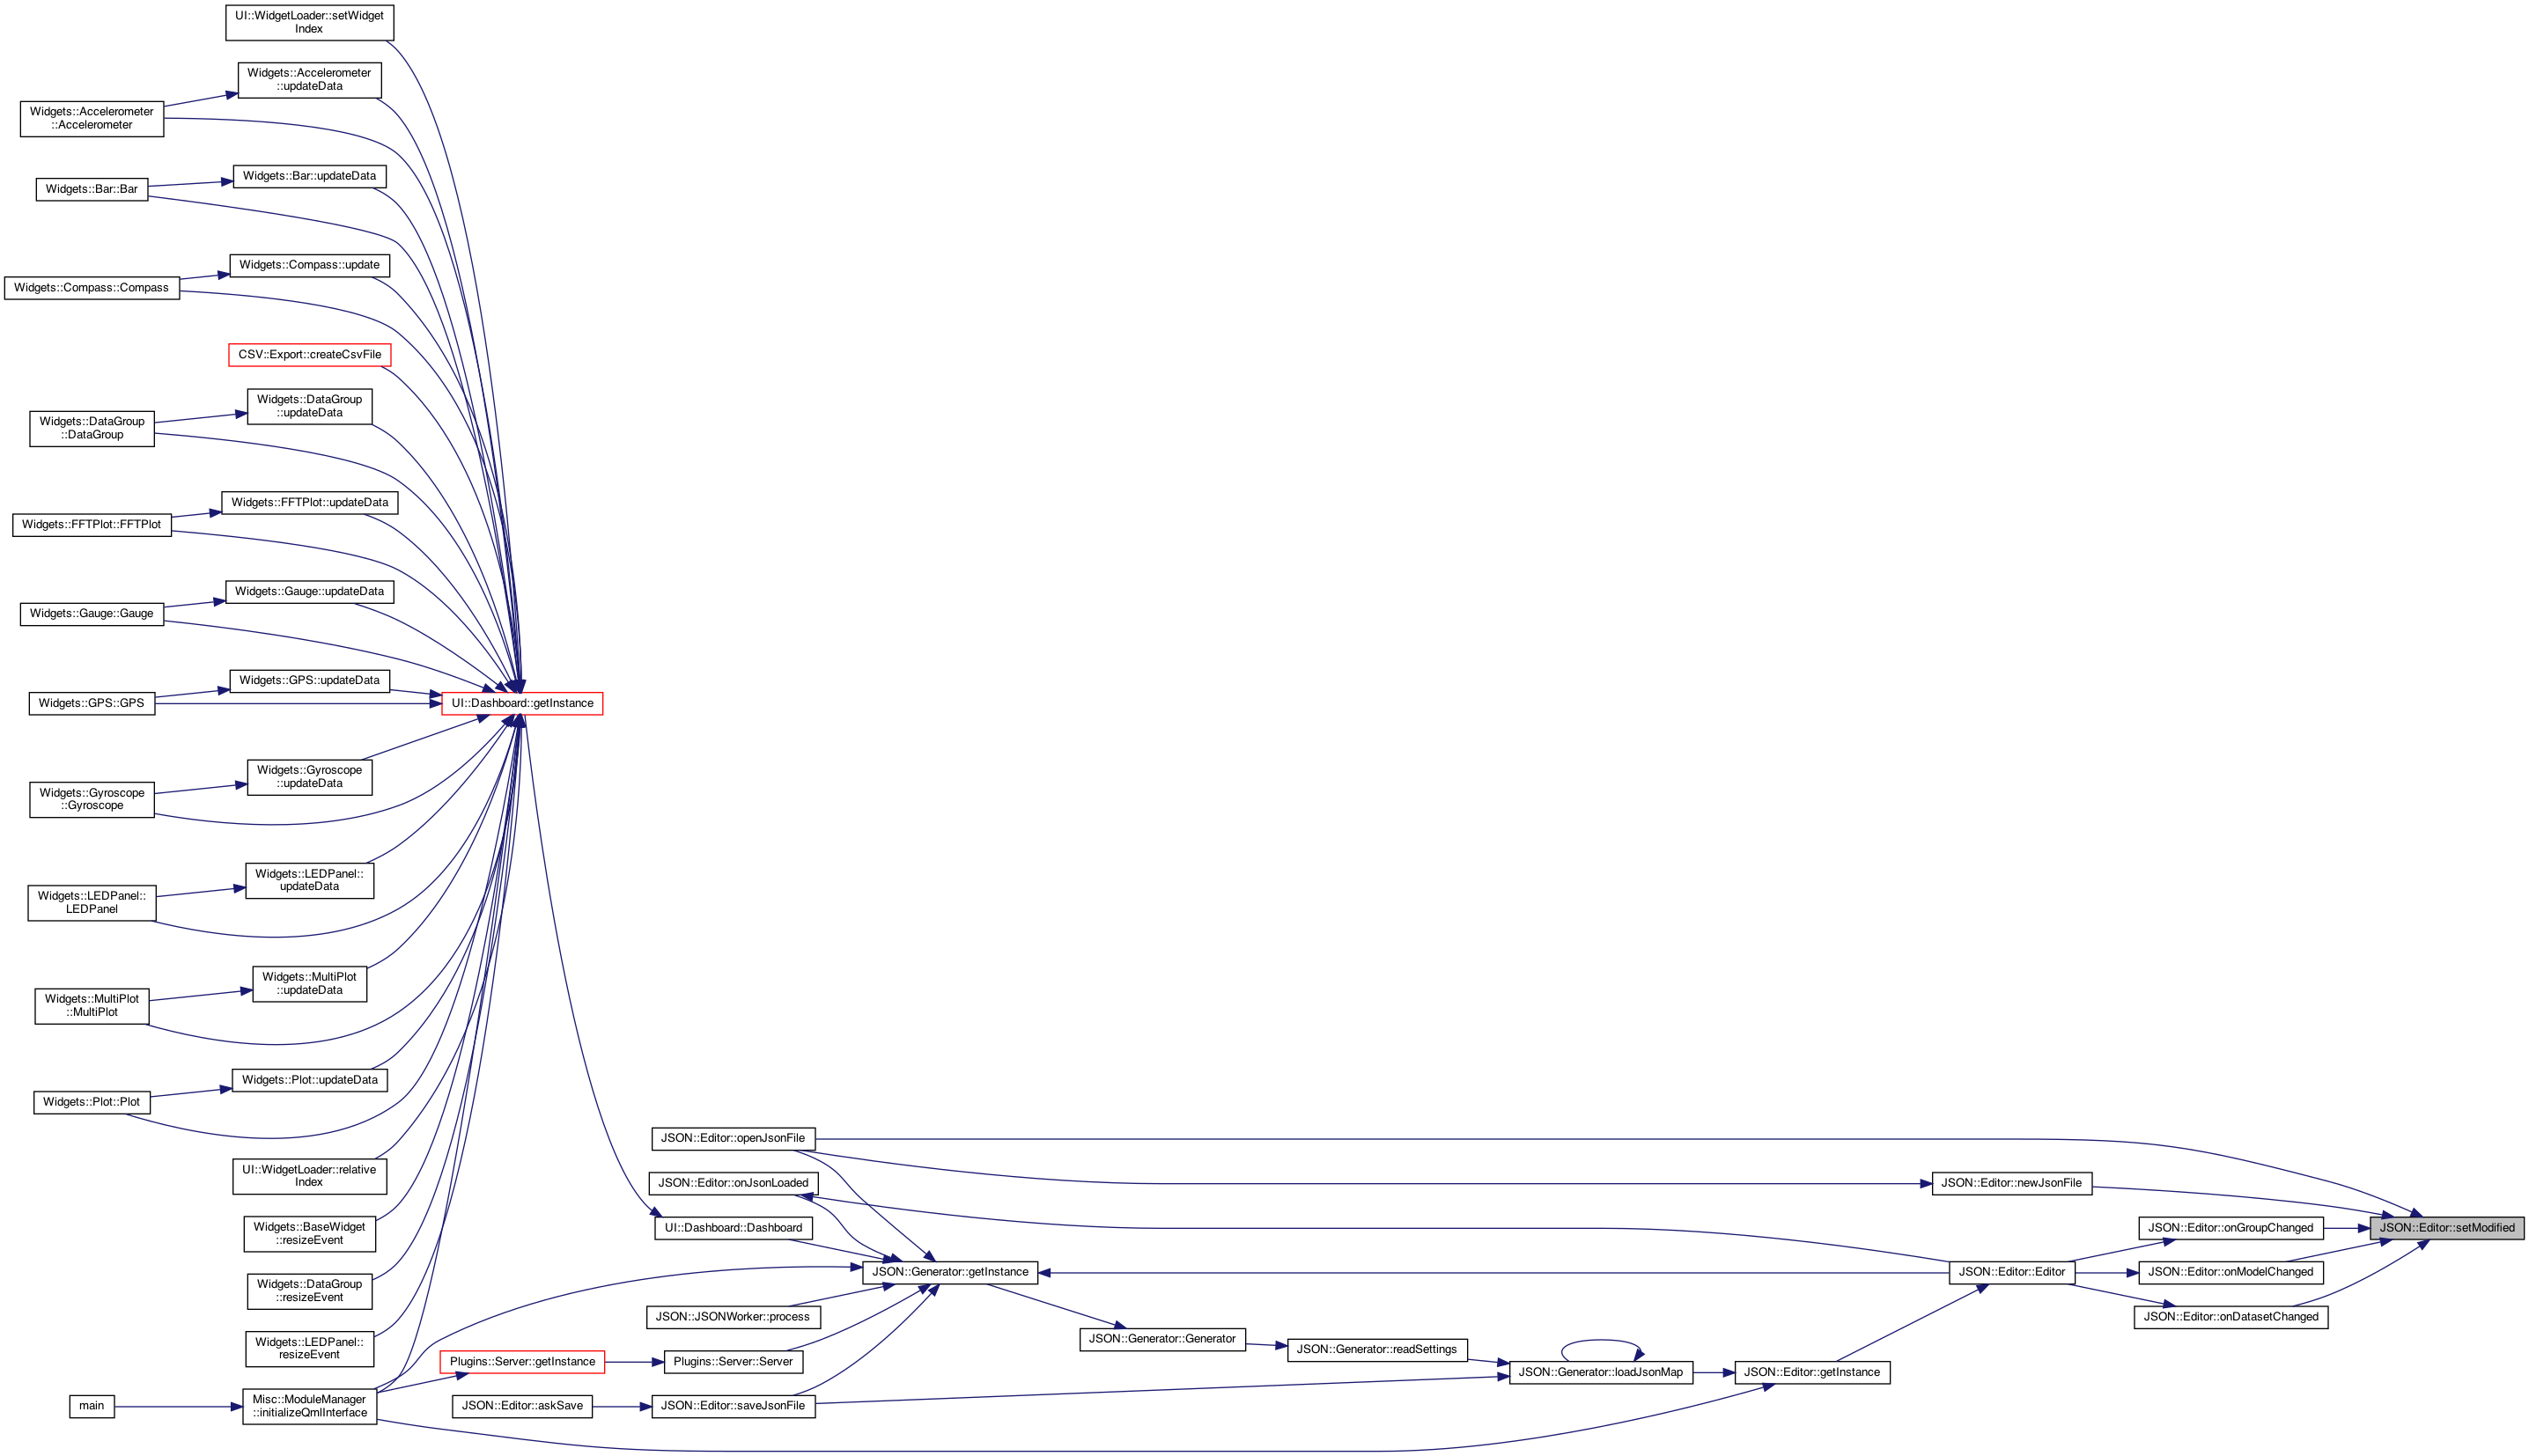 UI::WidgetLoader::setWidget
Index
Widgets::Accelerometer
::updateData
Widgets::Accelerometer
::Accelerometer
Widgets::Bar::updateData
Widgets::Bar::Bar
Widgets::Compass::update
Widgets::Compass::Compass
CSV::Export::createCsvFile
Widgets::DataGroup
::updateData
Widgets::DataGroup
::DataGroup
Widgets::FFTPlot::updateData
Widgets::FFTPlot::FFTPlot
Widgets::Gauge::updateData
Widgets::Gauge::Gauge
Widgets::GPS::updateData
Widgets::GPS::GPS
UI::Dashboard::getInstance
Widgets::Gyroscope
::updateData
Widgets::Gyroscope
::Gyroscope
Widgets::LEDPanel::
updateData
Widgets::LEDPanel::
LEDPanel
Widgets::MultiPlot
::updateData
Widgets::MultiPlot
::MultiPlot
Widgets::Plot::updateData
Widgets::Plot::Plot
JSON::Editor::openJsonFile
UI::WidgetLoader::relative
Index
JSON::Editor::onJsonLoaded
JSON::Editor::newJsonFile
Widgets::BaseWidget
::resizeEvent
UI::Dashboard::Dashboard
JSON::Editor::onGroupChanged
JSON::Editor::setModified
Widgets::DataGroup
::resizeEvent
JSON::Generator::getInstance
JSON::Editor::Editor
JSON::Editor::onModelChanged
JSON::JSONWorker::process
JSON::Editor::onDatasetChanged
Widgets::LEDPanel::
resizeEvent
JSON::Generator::Generator
JSON::Generator::readSettings
Plugins::Server::getInstance
Plugins::Server::Server
JSON::Generator::loadJsonMap
JSON::Editor::getInstance
main
Misc::ModuleManager
::initializeQmlInterface
JSON::Editor::askSave
JSON::Editor::saveJsonFile